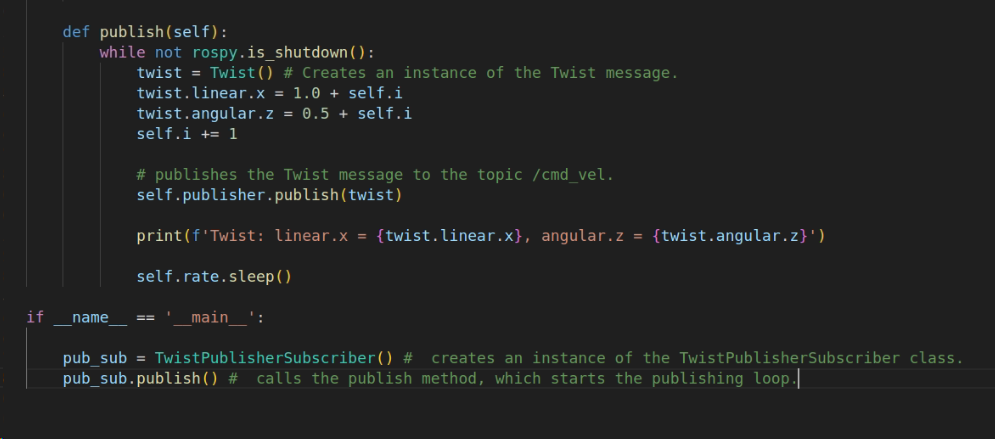 def publish(self):
while not rospy.is_shutdown():
twist = Twist() # Creates an instance of the Twist message.
twist.linear.x = 1.0 + self.i
twist.angular.z = 0.5 + self.i
self.i += 1
# publishes the Twist message to the topic /cmd_vel.
self.publisher.publish(twist)
print(f'Twist: linear.x = {twist.linear.x}, angular.z = {twist.angular.z}')
self.rate.sleep()
if __name__ == '__main__':
pub_sub = TwistPublisherSubscriber() #  creates an instance of the TwistPublisherSubscriber class.
pub_sub.publish() #  calls the publish method, which starts the publishing loop.